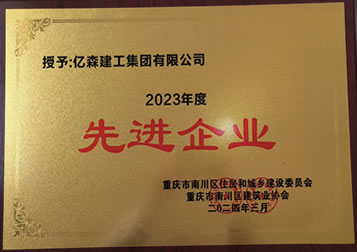 授予:亿森建工集团有限公司
2023年度
先进企业
重庆市南川区住房和城乡建设委员会
重庆市南川区建筑业协会
二〇二四年三月